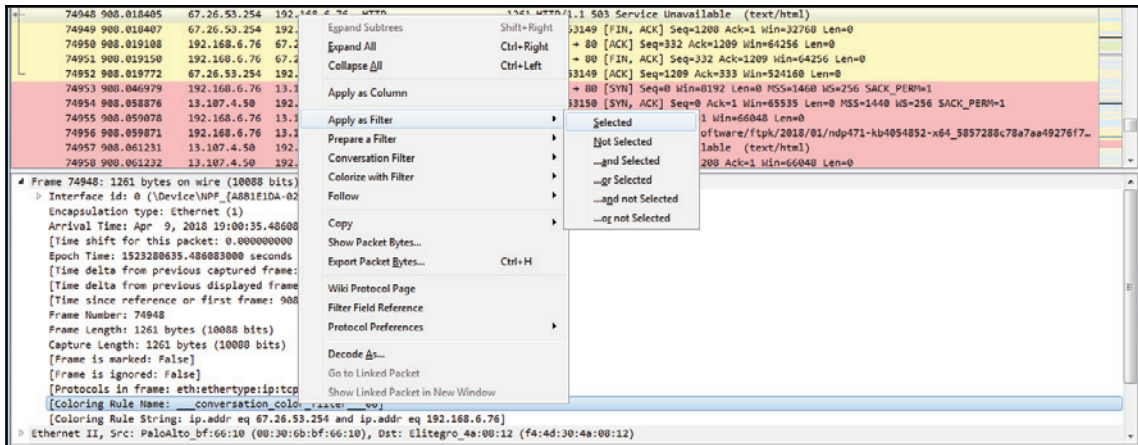 74948 908.018405 67.26.53.254 192.168.6.76 HTTP 1261 HTTP/1.1 503 Service Unavailable (text/html)
74949 908.018407 67.26.53.254 192. 53149 [FIN, ACK] Seq=1208 Ack=1 Win=32768 Len=0
74950 908.019108 192.168.6.76 67.2 → 80 [ACK] Seq=332 Ack=1209 Win=64256 Len=0
74951 908.019150 192.168.6.76 67.2 → 80 [FIN, ACK] Seq=332 Ack=1209 Win=64256 Len=0
74952 908.019772 67.26.53.254 192. 53149 [ACK] Seq=1209 Ack=333 Win=524160 Len=0
74953 908.046979 192.168.6.76 13.1 → 80 [SYN] Seq=0 Win=8192 Len=0 MSS=1460 WS=256 SACK_PERM=1
74954 908.058876 13.107.4.50 192. 53150 [SYN, ACK] Seq=0 Ack=1 Win=65535 Len=0 MSS=1440 WS=256 SACK_PERM=1
74955 908.059078 192.168.6.76 13.1 1 Win=66048 Len=0
74956 908.059871 192.168.6.76 13.1 oftware/ftpk/2018/01/ndp471-kb4054852-x64_5857288c78a7aa49276f7…
74957 908.061231 13.107.4.50 192. lable (text/html)
74958 908.061232 13.107.4.50 192. 208 Ack=1 Win=66048 Len=0
Expand Subtrees Shift+Right
Expand All Ctrl+Right
Collapse All Ctrl+Left
Apply as Column
Apply as Filter
Prepare a Filter
Conversation Filter
Colorize with Filter
Follow
Copy
Show Packet Bytes...
Export Packet Bytes... Ctrl+H
Wiki Protocol Page
Filter Field Reference
Protocol Preferences
Decode As...
Go to Linked Packet
Show Linked Packet in New Window
Selected
Not Selected
...and Selected
...or Selected
...and not Selected
...or not Selected
Frame 74948: 1261 bytes on wire (10088 bits)
Interface id: 0 (\Device\NPF_{A881E1DA-02
Encapsulation type: Ethernet (1)
Arrival Time: Apr 9, 2018 19:00:35.48608
[Time shift for this packet: 0.000000000
Epoch Time: 1523280635.486083000 seconds
[Time delta from previous captured frame:
[Time delta from previous displayed frame
[Time since reference or first frame: 908
Frame Number: 74948
Frame Length: 1261 bytes (10088 bits)
Capture Length: 1261 bytes (10088 bits)
[Frame is marked: False]
[Frame is ignored: False]
[Protocols in frame: eth:ethertype:ip:tcp
[Coloring Rule Name: ___conversation_color_filter___08]
[Coloring Rule String: ip.addr eq 67.26.53.254 and ip.addr eq 192.168.6.76]
Ethernet II, Src: PaloAlto_bf:66:10 (08:30:6b:bf:66:10), Dst: Elitegro_4a:08:12 (f4:4d:30:4a:08:12)